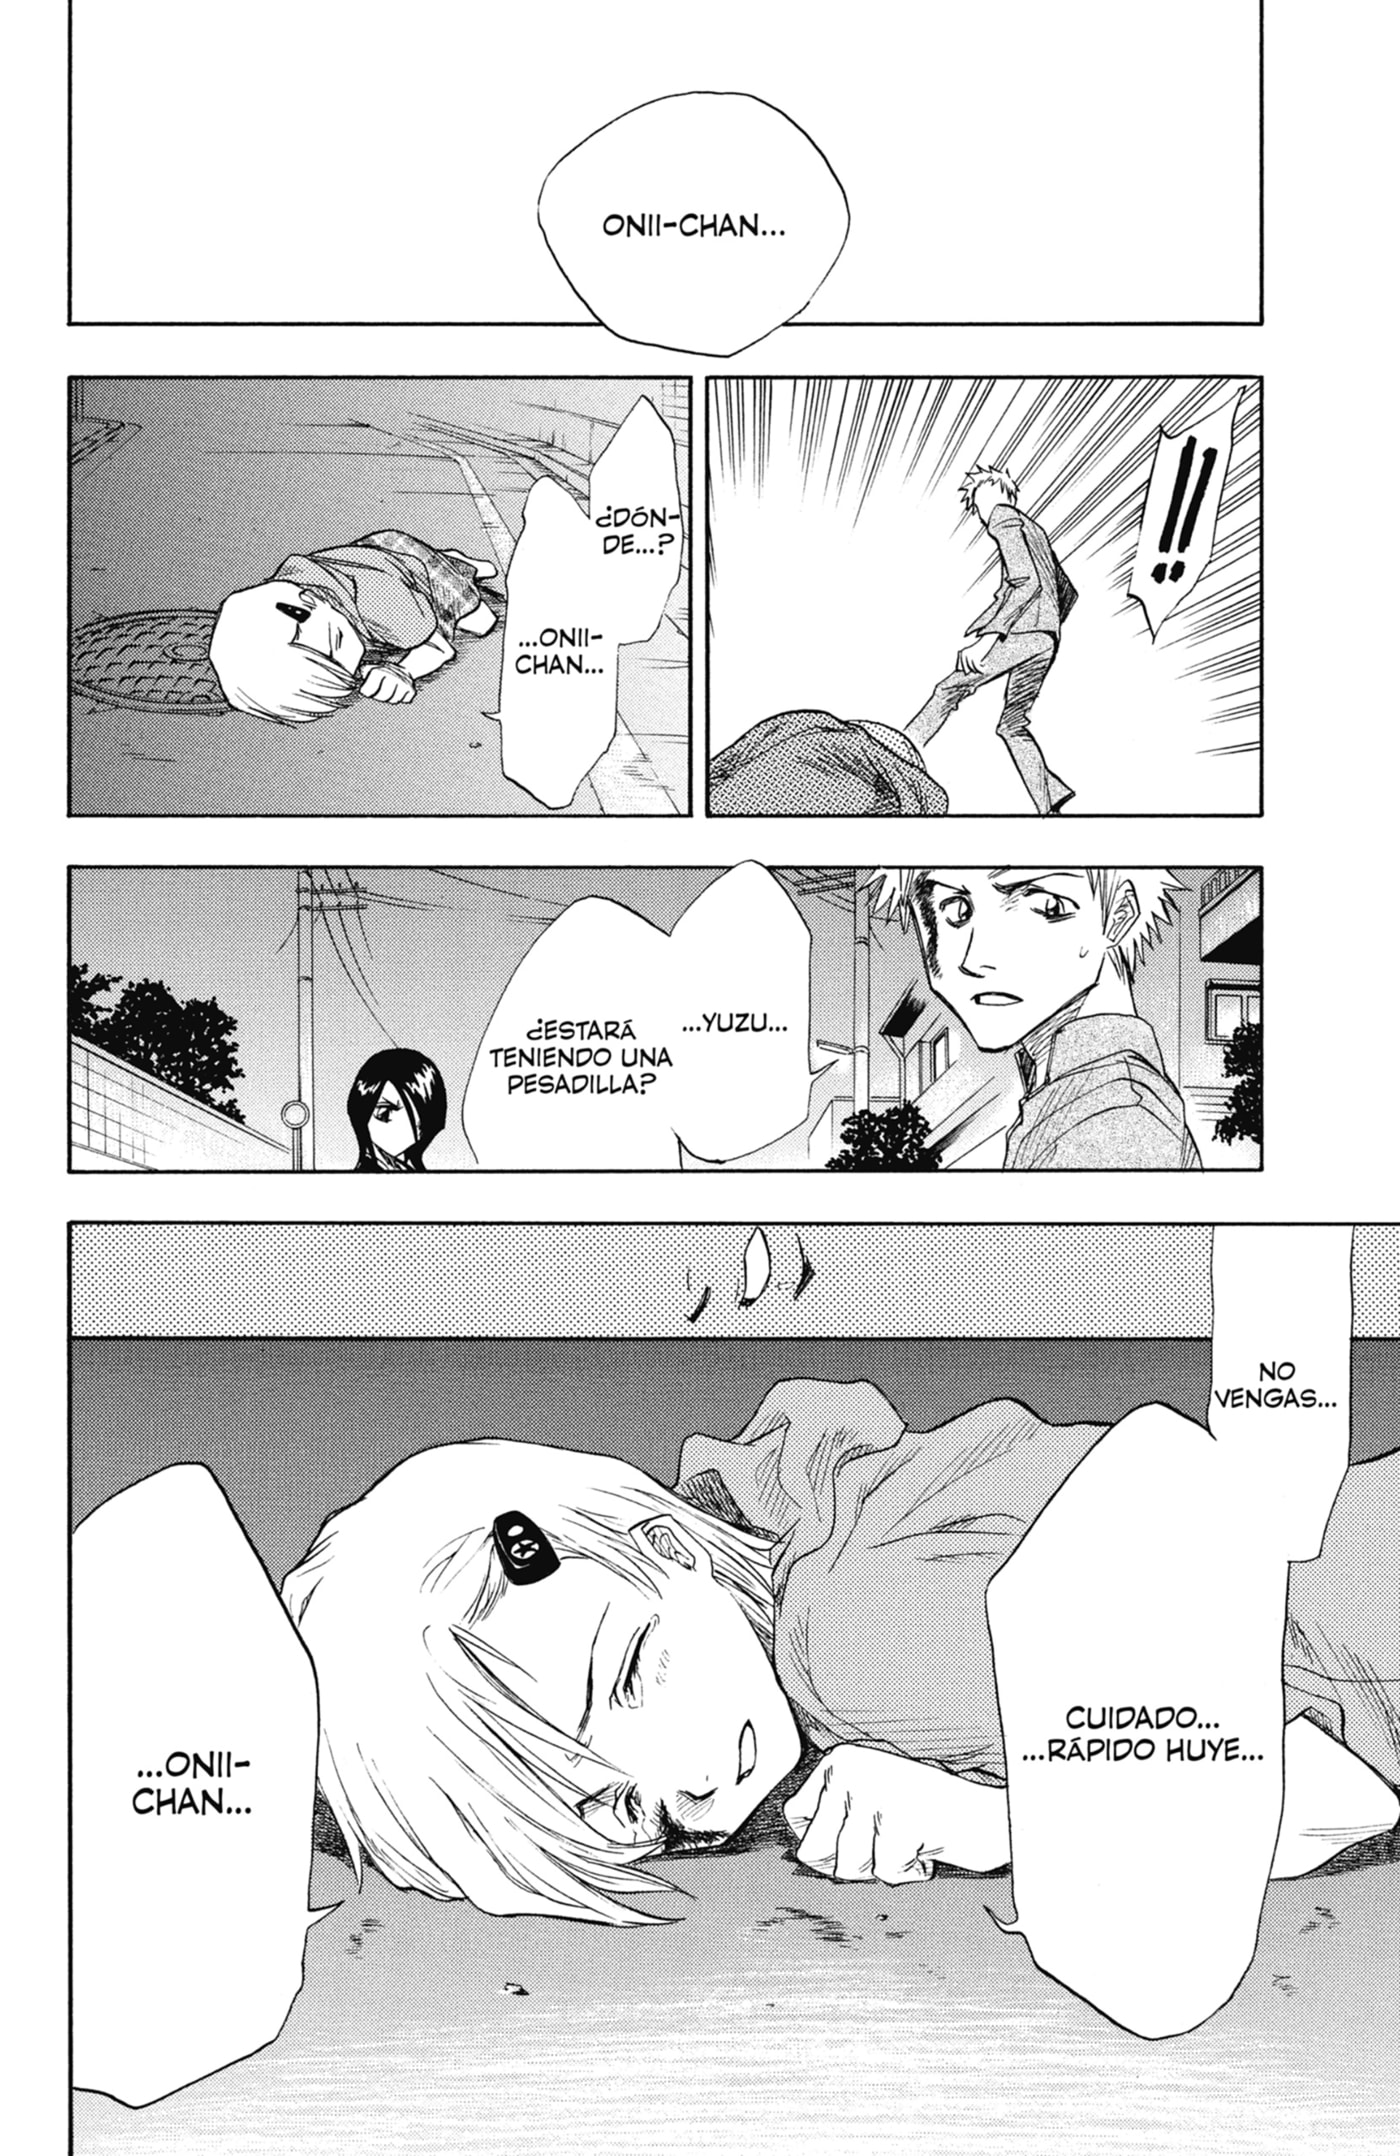 ONII-CHAN...
!!
¿DÓN-
DE...?
...ONII-
CHAN...
...YUZU...
¿ESTARÁ
TENIENDO UNA
PESADILLA?
NO
VENGAS...
CUIDADO...
...RÁPIDO HUYE...
...ONII-
CHAN...